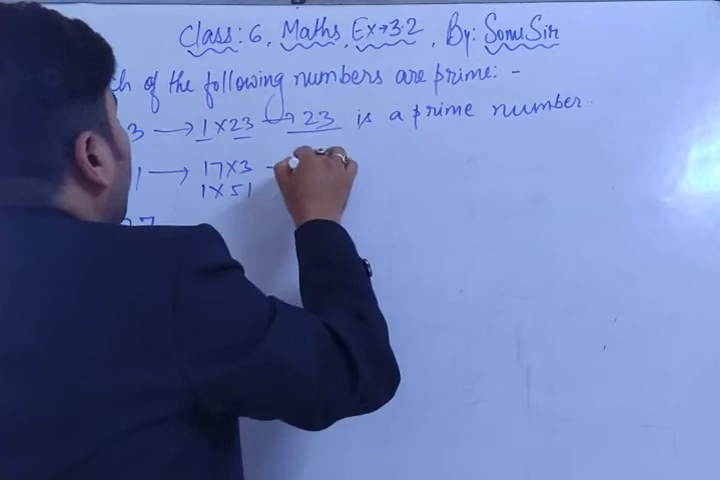 Class: 6, Maths, Ex→3.2, By: Sonu Sir
of the following numbers are prime: -
3 → 1 × 23 → 23 is a prime number.
1 → 17 × 3 -
1 × 51